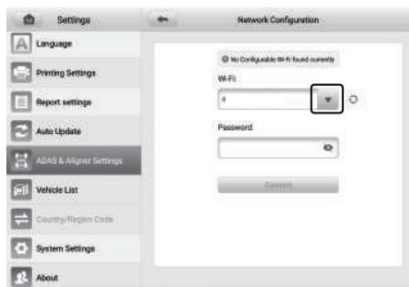 Settings
Network Configuration
A Language
Printing Settings
Report settings
Auto Update
ADAS & Aligner Settings
Vehicle List
Country/Region Code
System Settings
About
No Configurable Wi-Fi found currently
Wi-Fi
Password
Connect